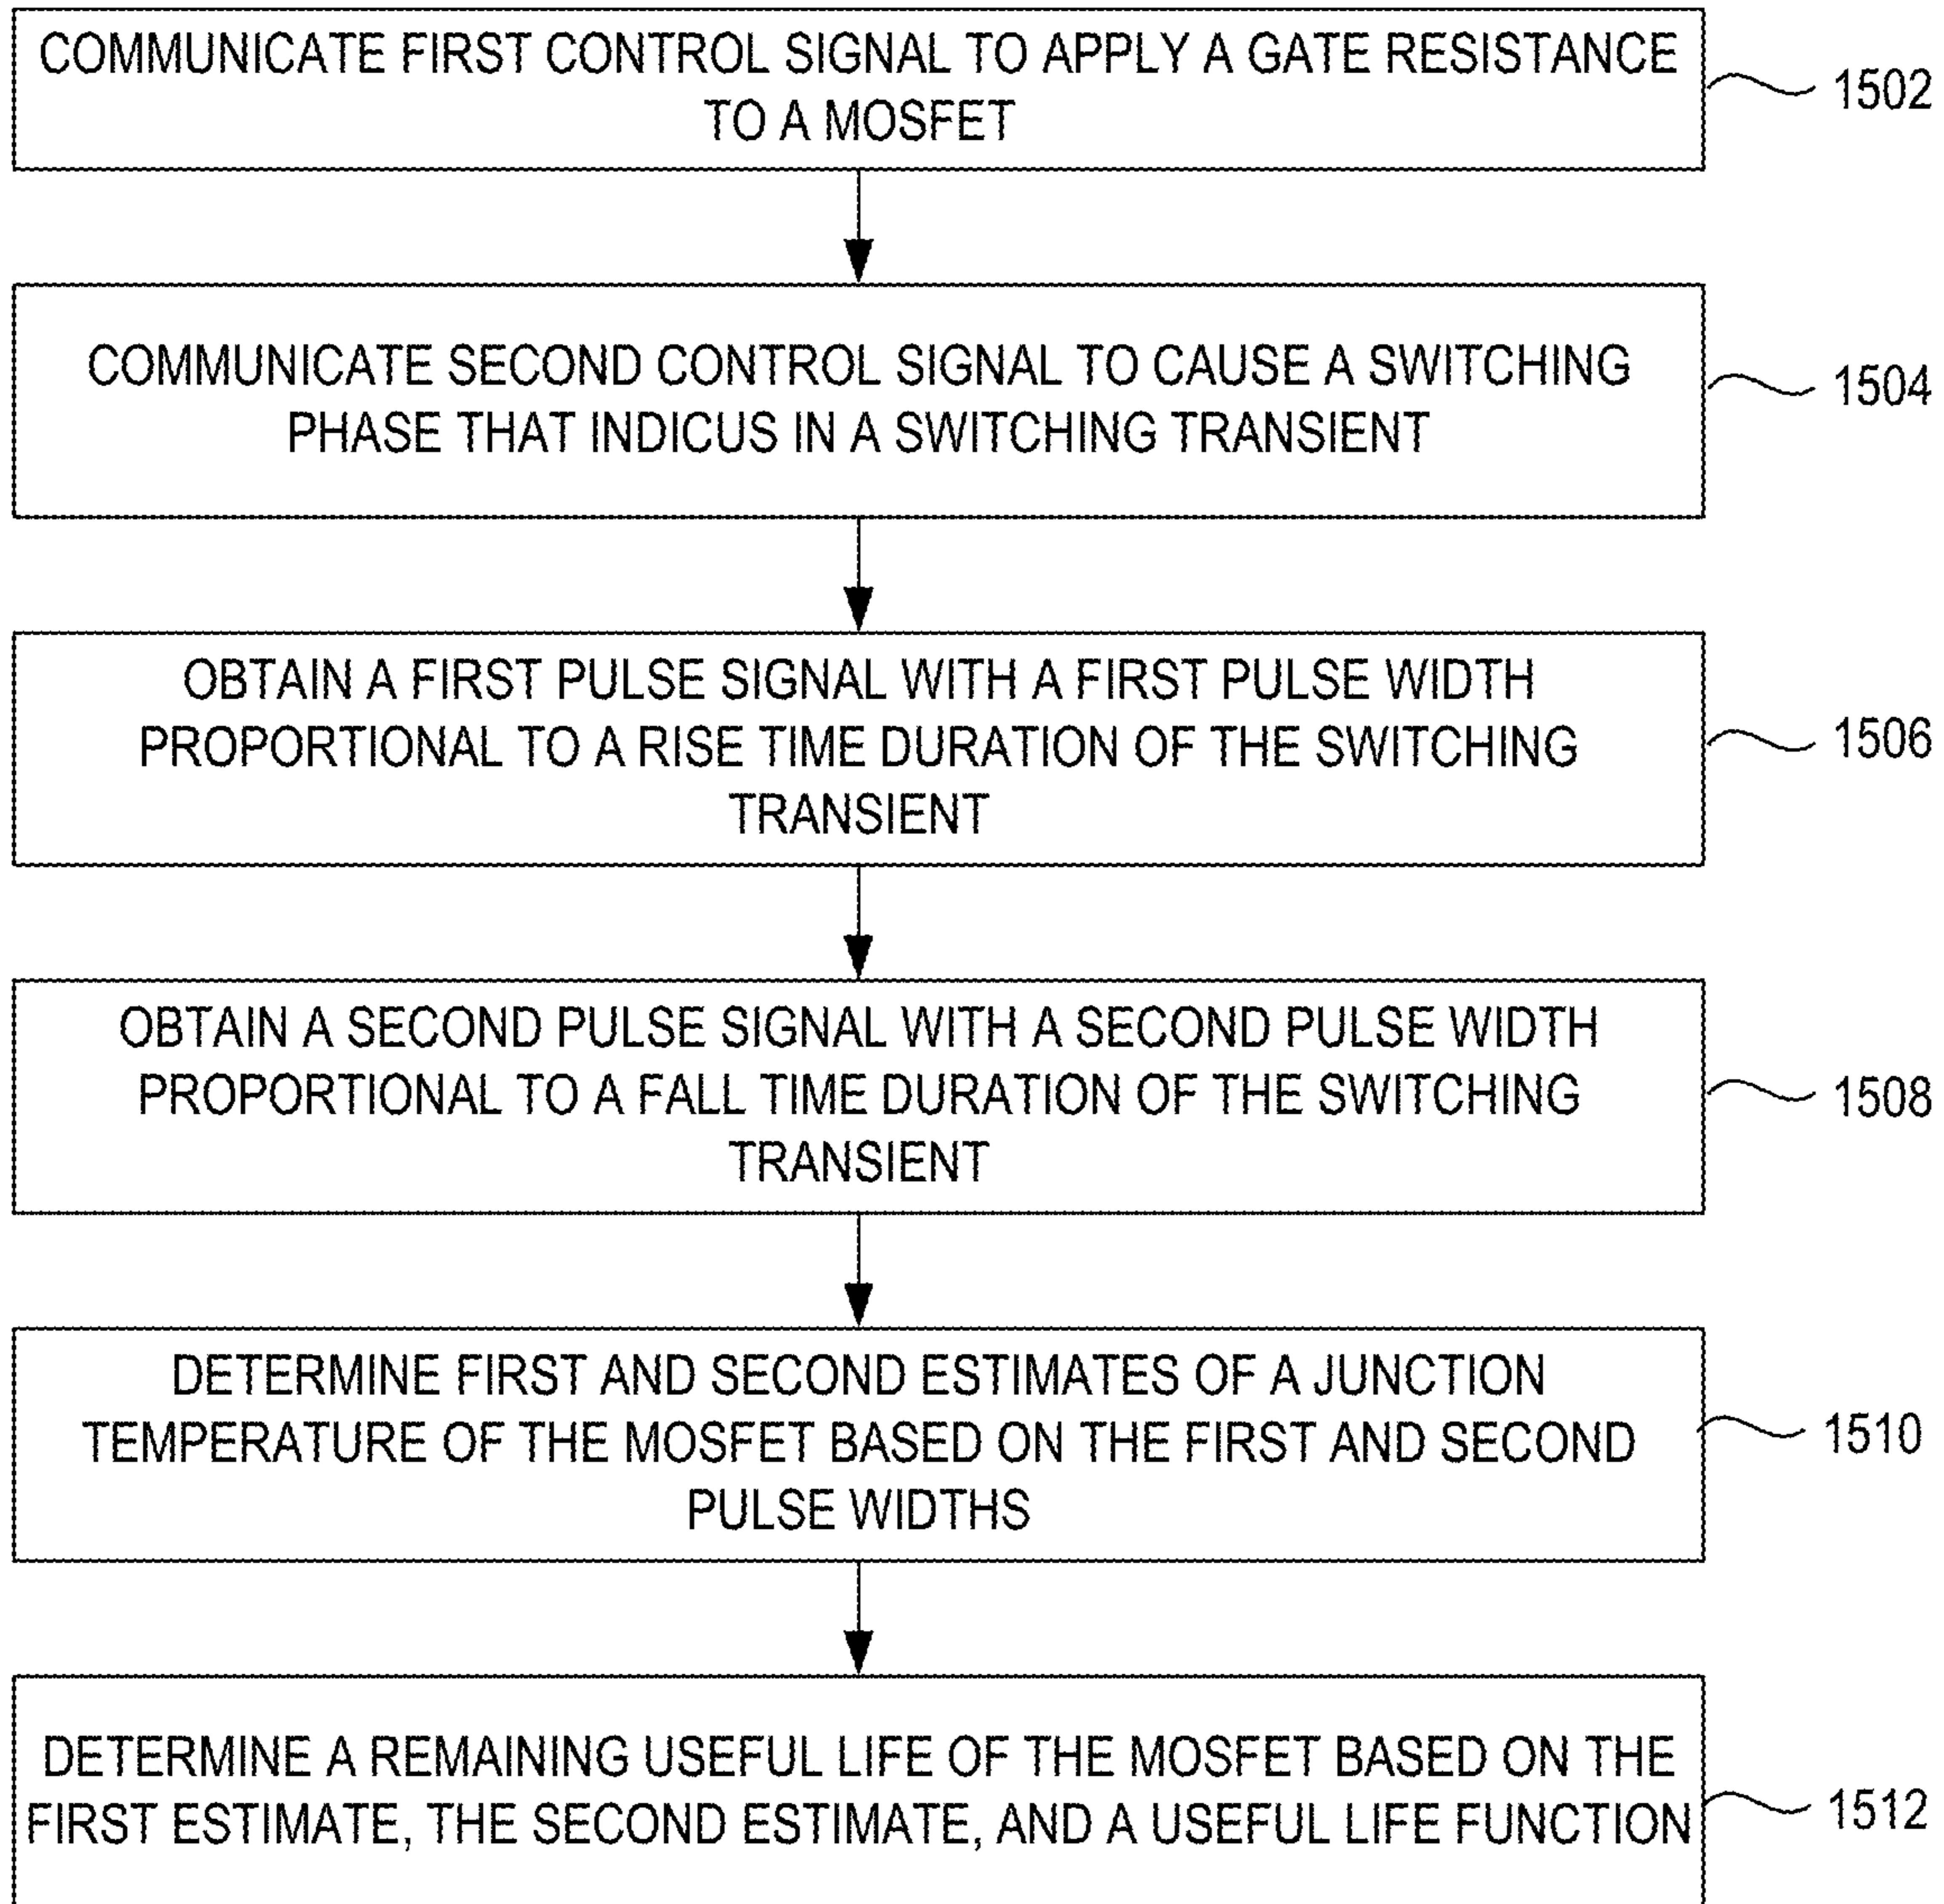 COMMUNICATE FIRST CONTROL SIGNAL TO APPLY A GATE RESISTANCE
TO A MOSFET
1502
COMMUNICATE SECOND CONTROL SIGNAL TO CAUSE A SWITCHING
PHASE THAT INDICUS IN A SWITCHING TRANSIENT
1504
OBTAIN A FIRST PULSE SIGNAL WITH A FIRST PULSE WIDTH
PROPORTIONAL TO A RISE TIME DURATION OF THE SWITCHING
TRANSIENT
1506
OBTAIN A SECOND PULSE SIGNAL WITH A SECOND PULSE WIDTH
PROPORTIONAL TO A FALL TIME DURATION OF THE SWITCHING
TRANSIENT
1508
DETERMINE FIRST AND SECOND ESTIMATES OF A JUNCTION
TEMPERATURE OF THE MOSFET BASED ON THE FIRST AND SECOND
PULSE WIDTHS
1510
DETERMINE A REMAINING USEFUL LIFE OF THE MOSFET BASED ON THE
FIRST ESTIMATE, THE SECOND ESTIMATE, AND A USEFUL LIFE FUNCTION
1512